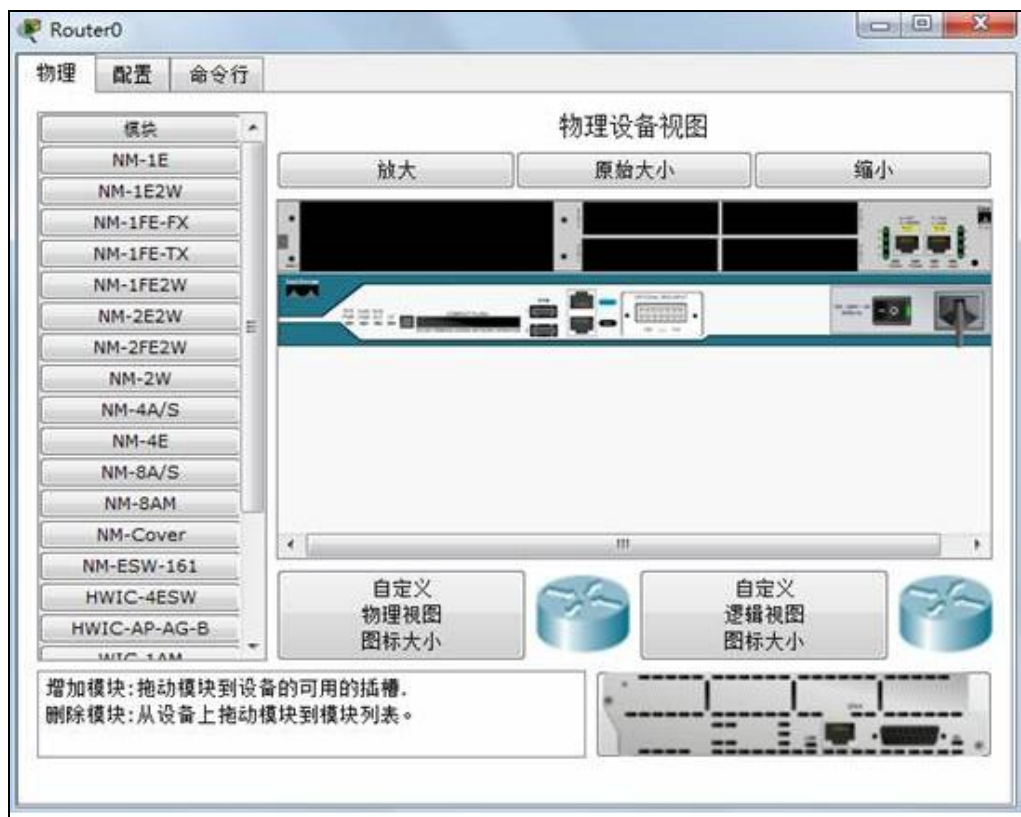 Router0
物理 配置 命令行
模块
NM-1E
NM-1E2W
NM-1FE-FX
NM-1FE-TX
NM-1FE2W
NM-2E2W
NM-2FE2W
NM-2W
NM-4A/S
NM-4E
NM-8A/S
NM-8AM
NM-Cover
NM-ESW-161
HWIC-4ESW
HWIC-AP-AG-B
WIC-1AM
物理设备视图
放大 原始大小 缩小
自定义
物理视图
图标大小
自定义
逻辑视图
图标大小
增加模块:拖动模块到设备的可用的插槽.
删除模块:从设备上拖动模块到模块列表。